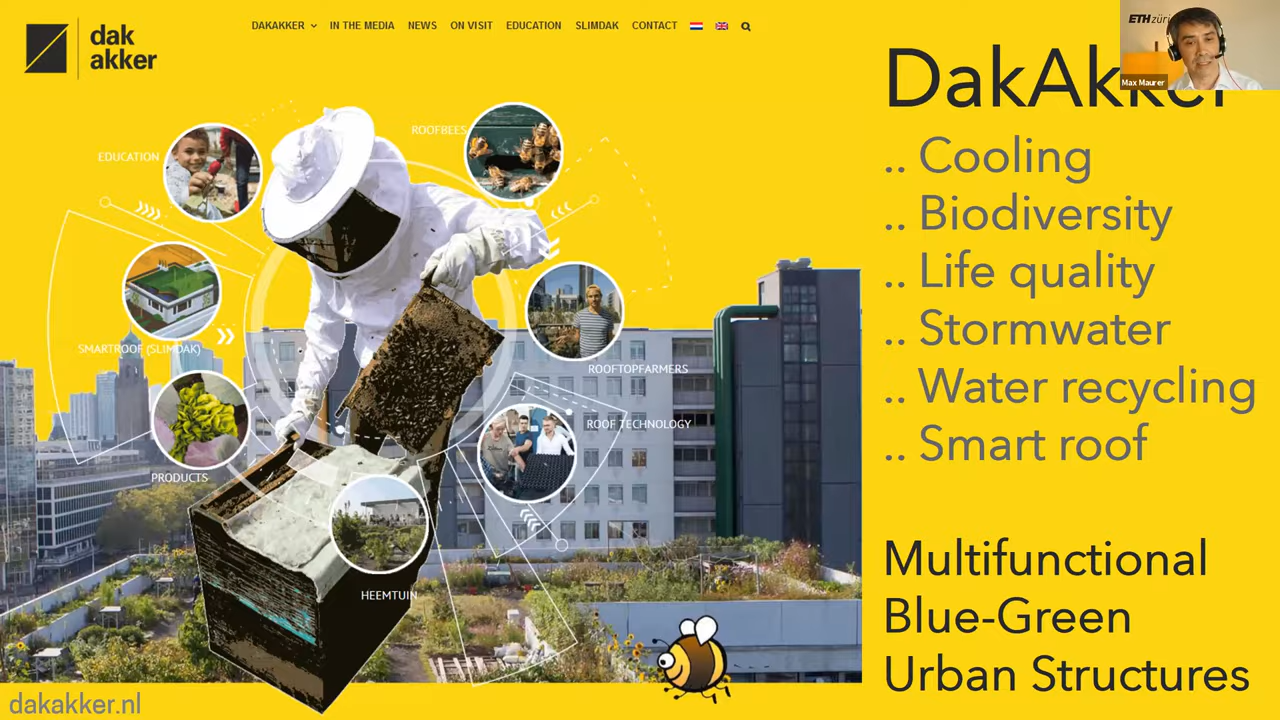 dak
akker
DAKAKKER IN THE MEDIA NEWS ON VISIT EDUCATION SLIMDAK CONTACT
ETH züri
Max Maurer
DakAkker
.. Cooling
.. Biodiversity
.. Life quality
.. Stormwater
.. Water recycling
.. Smart roof
Multifunctional
Blue-Green
Urban Structures
ROOFBEES
EDUCATION
SMARTROOF (SLIMDAK)
ROOFTOPFARMERS
ROOF TECHNOLOGY
PRODUCTS
HEEMTUIN
dakakker.nl